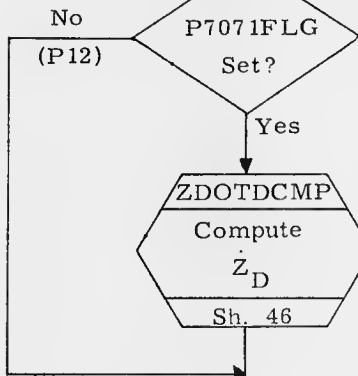 No
(P12)
P7071FLG
Set?
Yes
ZDOTDCMP
Compute
Ż_D
Sh. 46